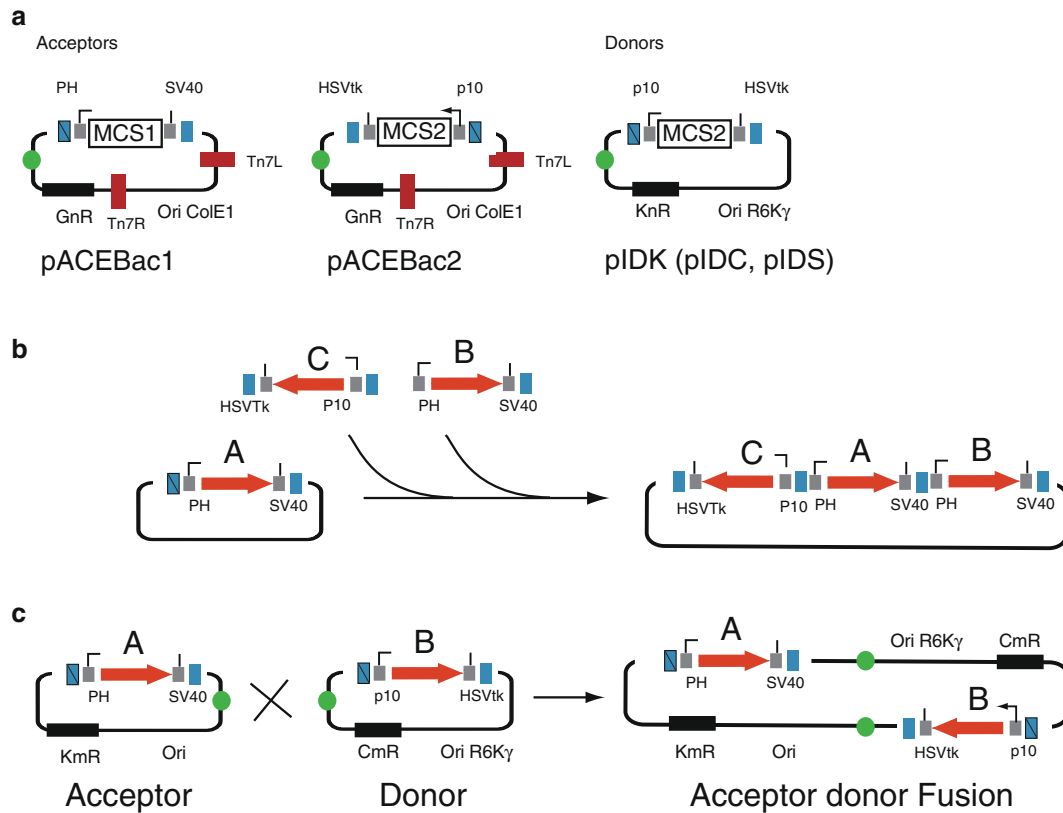 a
Acceptors
Donors
PH
SV40
HSVtk
p10
p10
HSVtk
MCS1
MCS2
MCS2
Tn7L
Tn7L
GnR
Tn7R
Ori ColE1
GnR
Tn7R
Ori ColE1
KnR
Ori R6Kγ
pACEBac1
pACEBac2
pIDK (pIDC, pIDS)
b
C
B
HSVTk
P10
PH
SV40
A
PH
SV40
C
A
B
HSVTk
P10
PH
SV40
PH
SV40
c
A
PH
SV40
KmR
Ori
Acceptor
B
p10
HSVtk
CmR
Ori R6Kγ
Donor
A
Ori R6Kγ
CmR
PH
SV40
B
KmR
Ori
HSVtk
p10
Acceptor donor Fusion